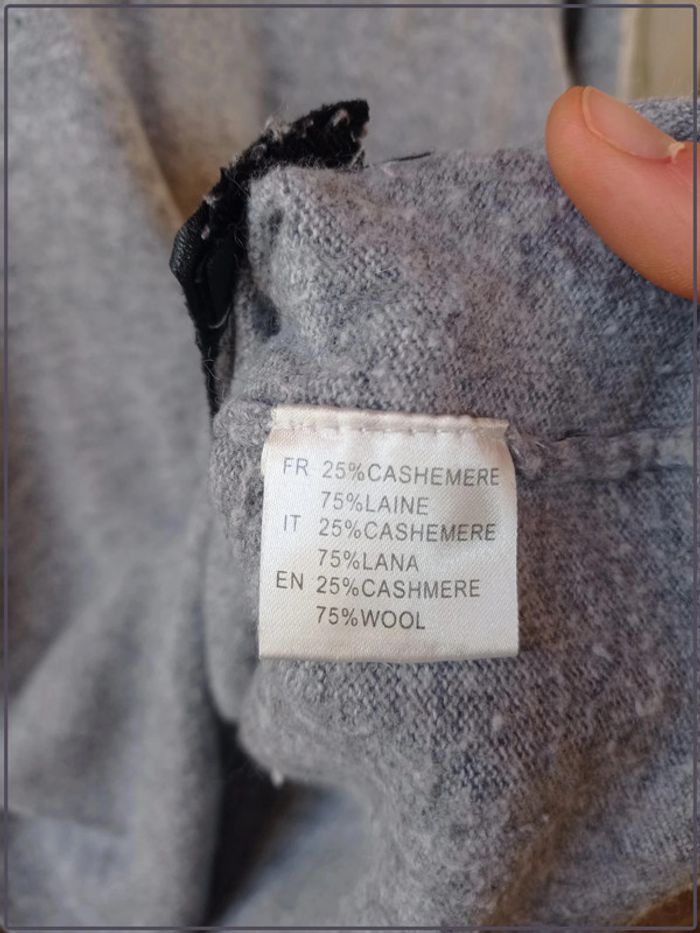 FR 25%CASHEMERE
75%LAINE
IT 25%CASHEMERE
75%LANA
EN 25%CASHMERE
75%WOOL